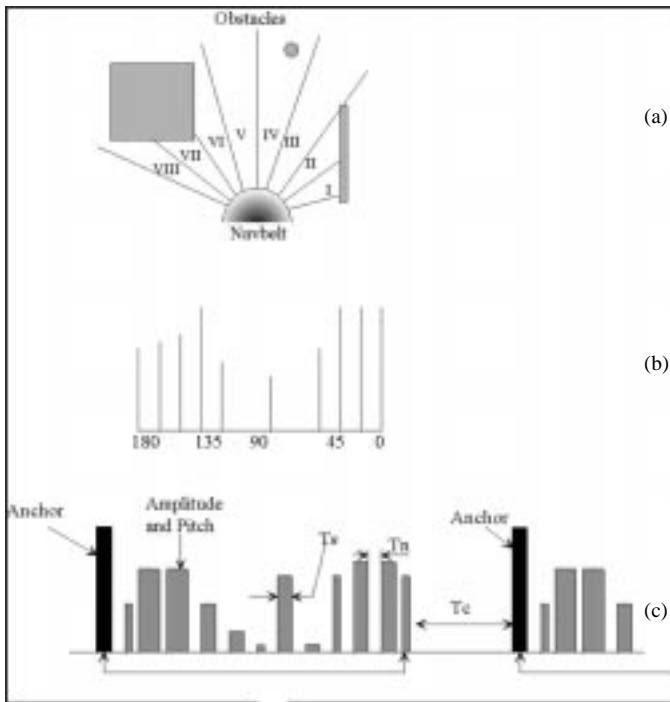 Obstacles
(a)
VI V IV III
VII II
VIII I
Navbelt
(b)
180 135 90 45 0
Anchor
Amplitude
and Pitch
Anchor
Ts Tn
Tc (c)